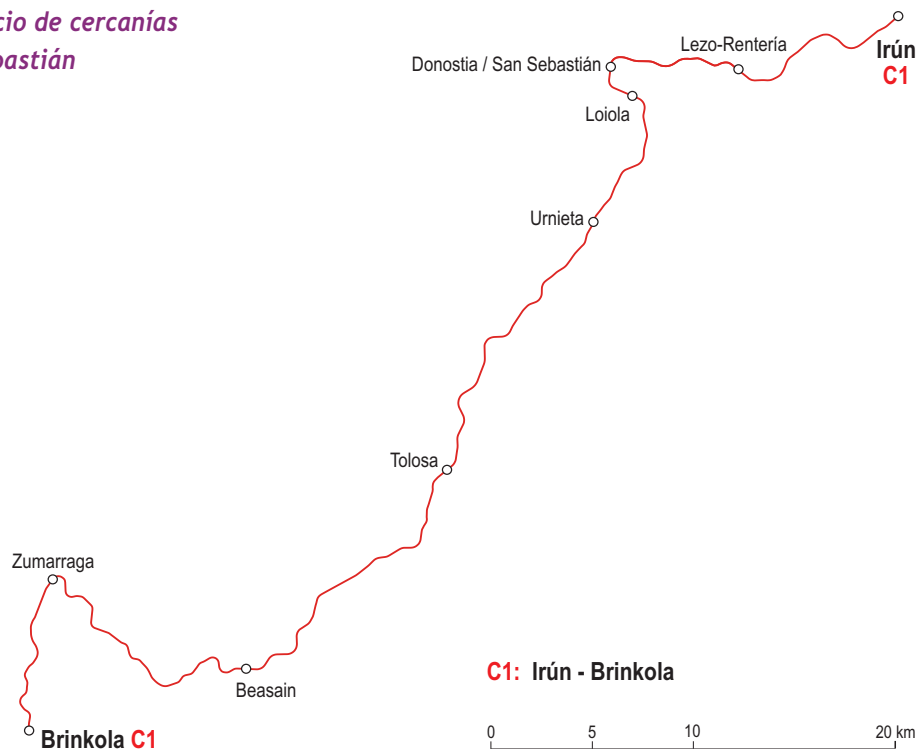 cio de cercanías
bastián
Irún
C1
Lezo-Rentería
Donostia / San Sebastián
Loiola
Urnieta
Tolosa
Zumarraga
Beasain
Brinkola C1
C1: Irún - Brinkola
0 5 10 20 km